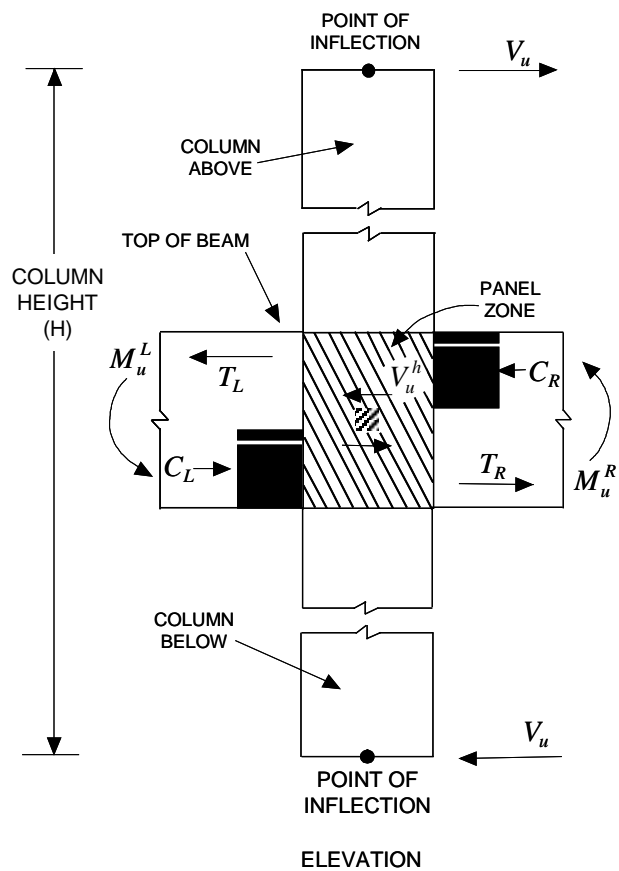 POINT OF
INFLECTION
V_u
COLUMN
ABOVE
TOP OF BEAM
COLUMN
HEIGHT
(H)
PANEL
ZONE
M_u^L
T_L
V_u^h
C_R
C_L
T_R
M_u^R
COLUMN
BELOW
V_u
POINT OF
INFLECTION
ELEVATION